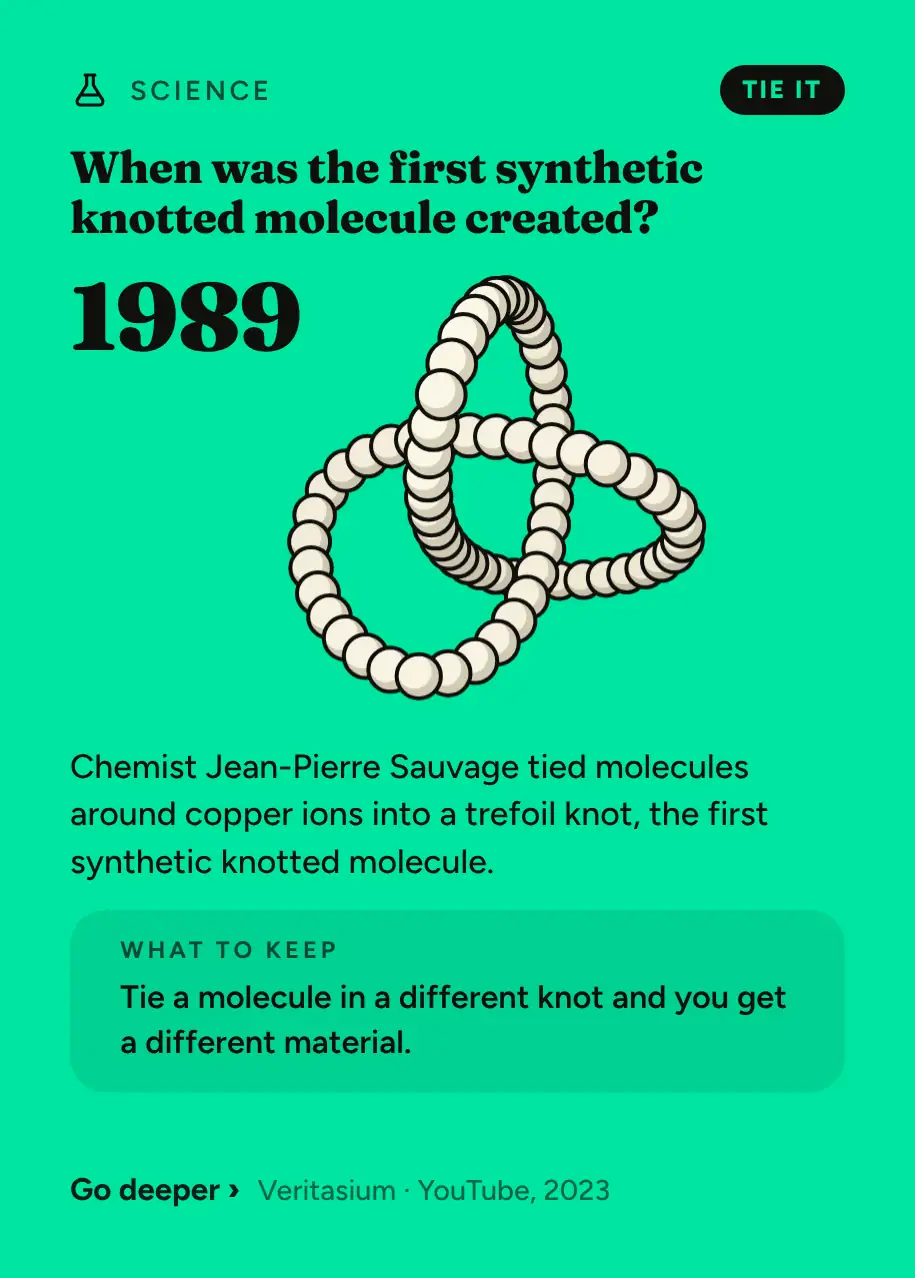 SCIENCE
TIE IT
When was the first synthetic
knotted molecule created?
1989
Chemist Jean-Pierre Sauvage tied molecules
around copper ions into a trefoil knot, the first
synthetic knotted molecule.
WHAT TO KEEP
Tie a molecule in a different knot and you get
a different material.
Go deeper › Veritasium · YouTube, 2023